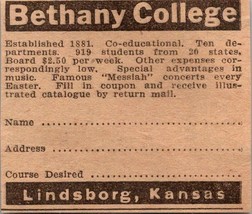 Bethany College
Established 1881. Co-educational. Ten de-
partments. 919 students from 20 states.
Board $2.50 per week. Other expenses cor-
respondingly low. Special advantages in
music. Famous "Messiah" concerts every
Easter. Fill in coupon and receive illus-
trated catalogue by return mail.
Name
Address
Course Desired
Lindsborg, Kansas